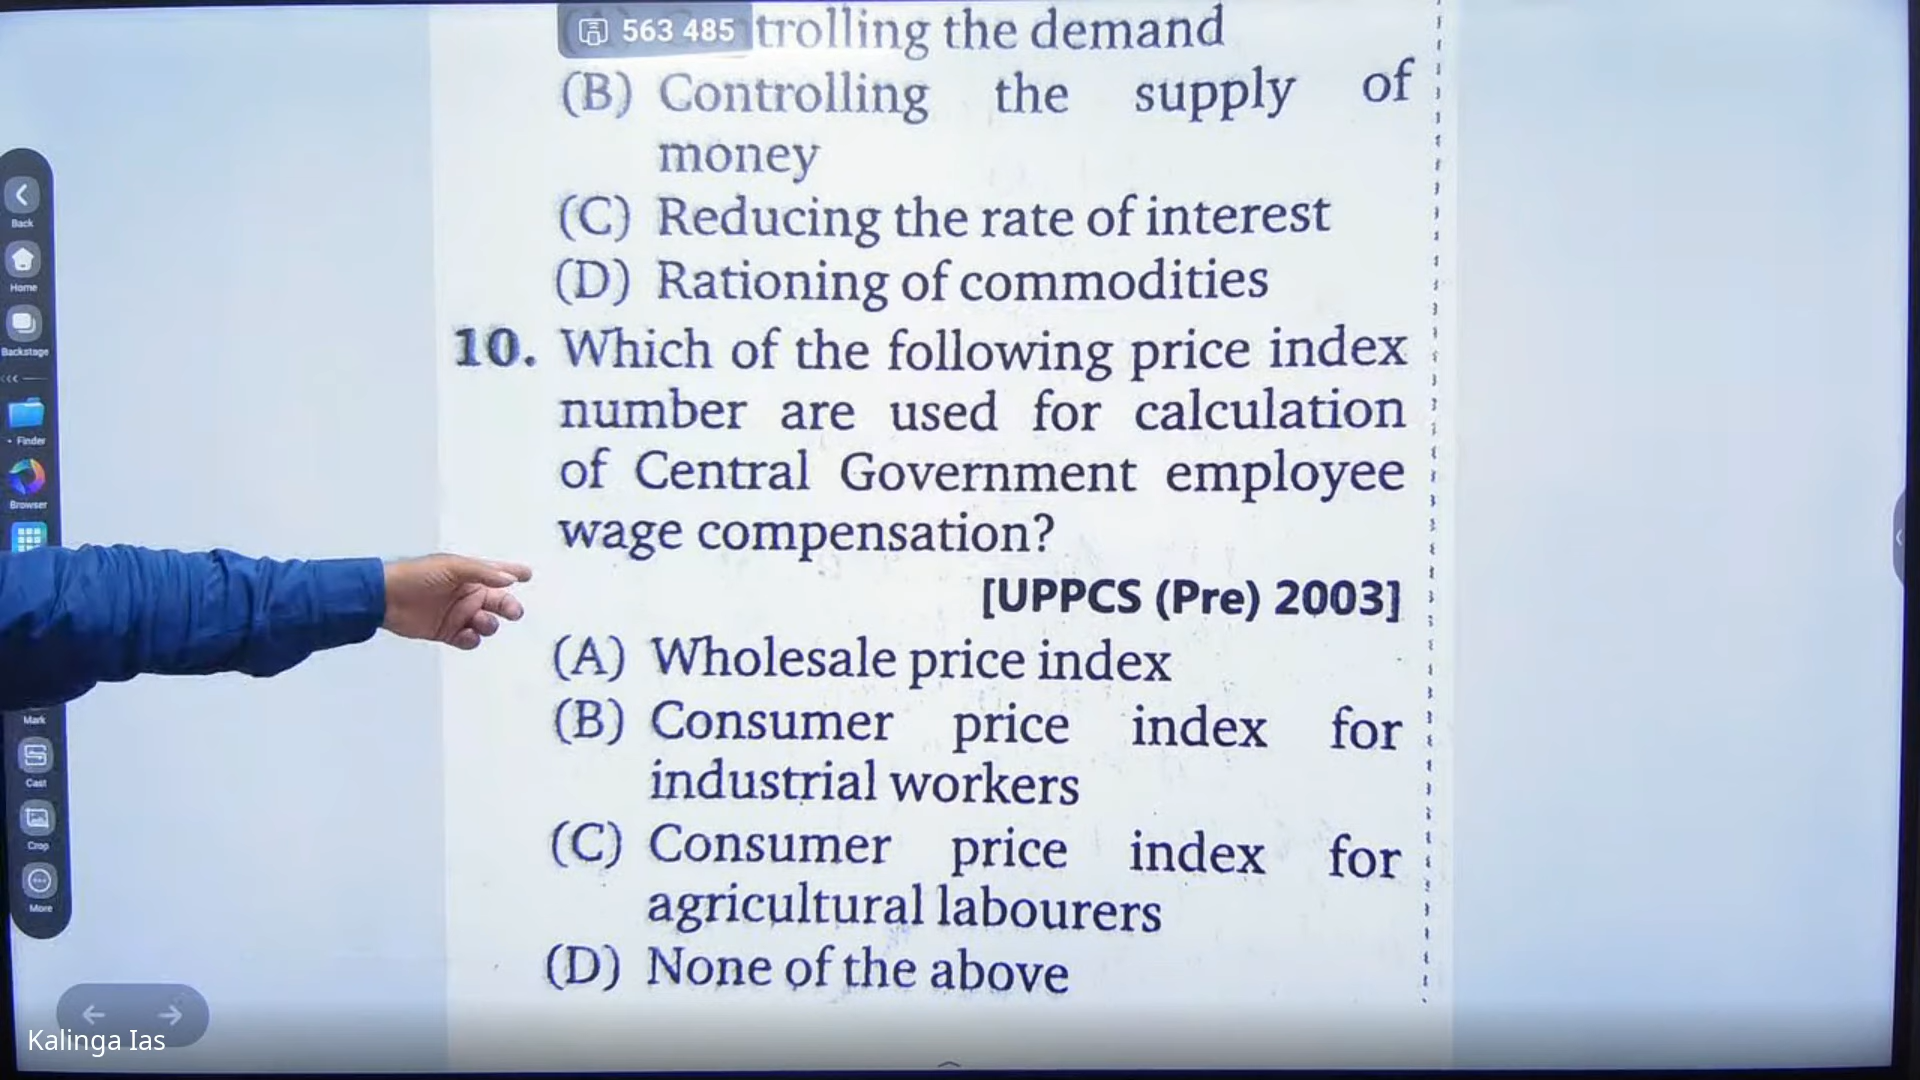 563 485 trolling the demand
(B) Controlling the supply of
money
(C) Reducing the rate of interest
(D) Rationing of commodities
10. Which of the following price index
number are used for calculation
of Central Government employee
wage compensation?
[UPPCS (Pre) 2003]
(A) Wholesale price index
(B) Consumer price index for
industrial workers
(C) Consumer price index for
agricultural labourers
(D) None of the above
Back
Home
Backstage
Finder
Browser
Mark
Cast
Crop
More
Kalinga Ias